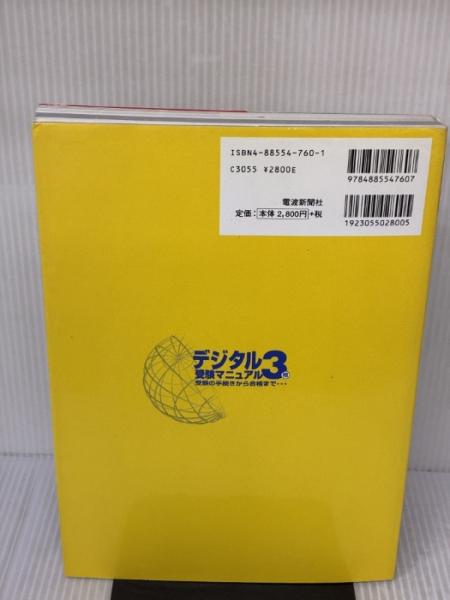 ISBN4-88554-760-1
C3055 ¥2800E
電波新聞社
定価：本体2,800円+税
9784885547607
1923055028005
デジタル3種
受験マニュアル
受験の手続きから合格まで・・・